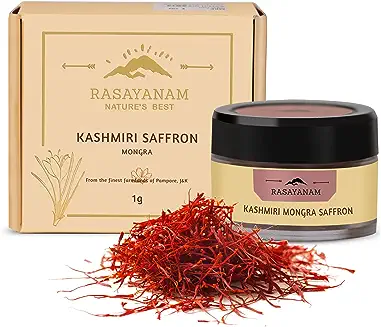 RASAYANAM
NATURE'S BEST
KASHMIRI SAFFRON
MONGRA
From the finest farmlands of Pampore, J&K
1g
RASAYANAM
KASHMIRI MONGRA SAFFRON